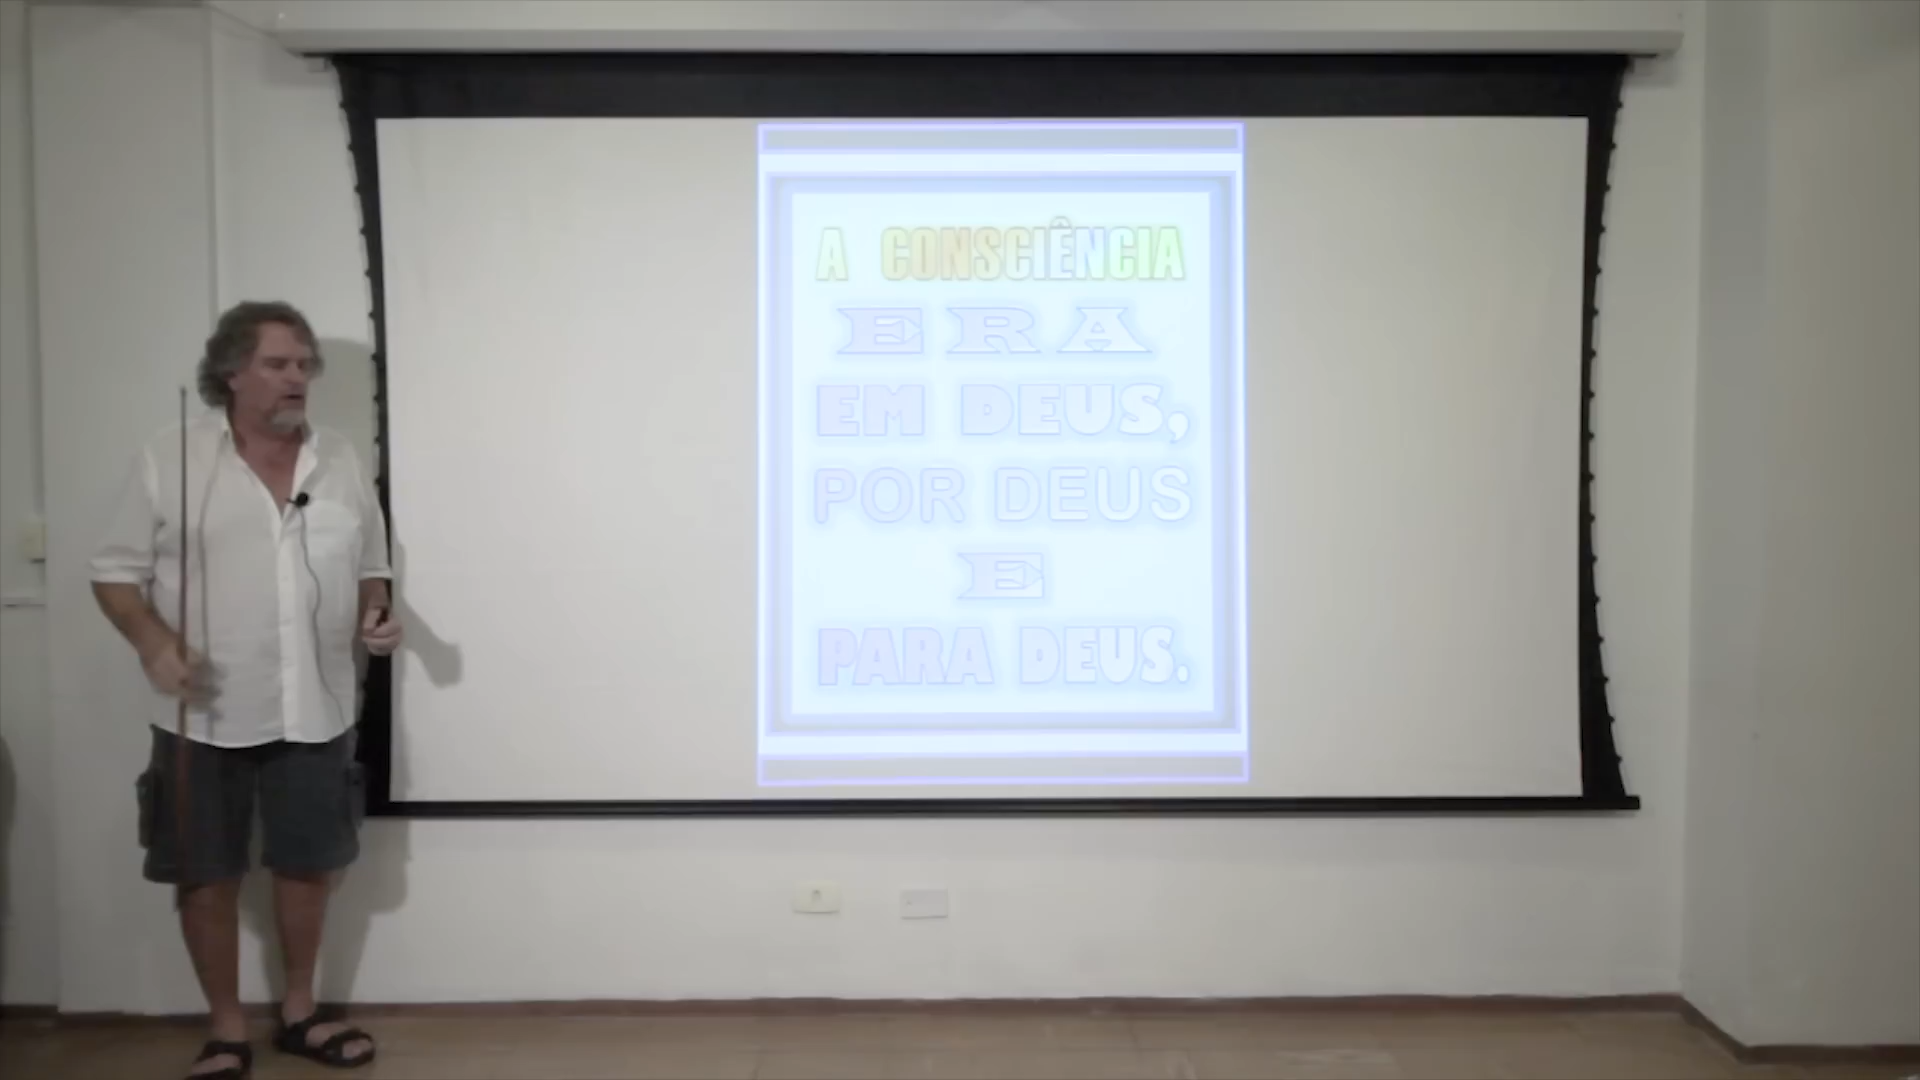 A CONSCIÊNCIA
ERA
EM DEUS,
POR DEUS
E
PARA DEUS.